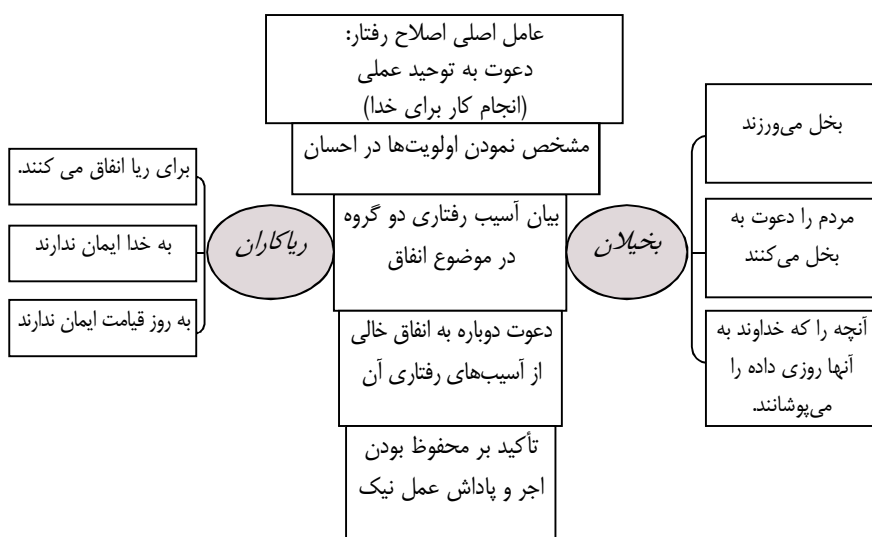 عامل اصلی اصلاح رفتار:
دعوت به توحید عملی
(انجام کار برای خدا)
مشخص نمودن اولویت‌ها در احسان
بیان آسیب رفتاری دو گروه
در موضوع انفاق
دعوت دوباره به انفاق خالی
از آسیب‌های رفتاری آن
تأکید بر محفوظ بودن
اجر و پاداش عمل نیک
بخیلان
بخل می‌ورزند
مردم را دعوت به
بخل می‌کنند
آنچه را که خداوند به
آنها روزی داده را
می‌پوشانند.
ریاکاران
برای ریا انفاق می کنند.
به خدا ایمان ندارند
به روز قیامت ایمان ندارند